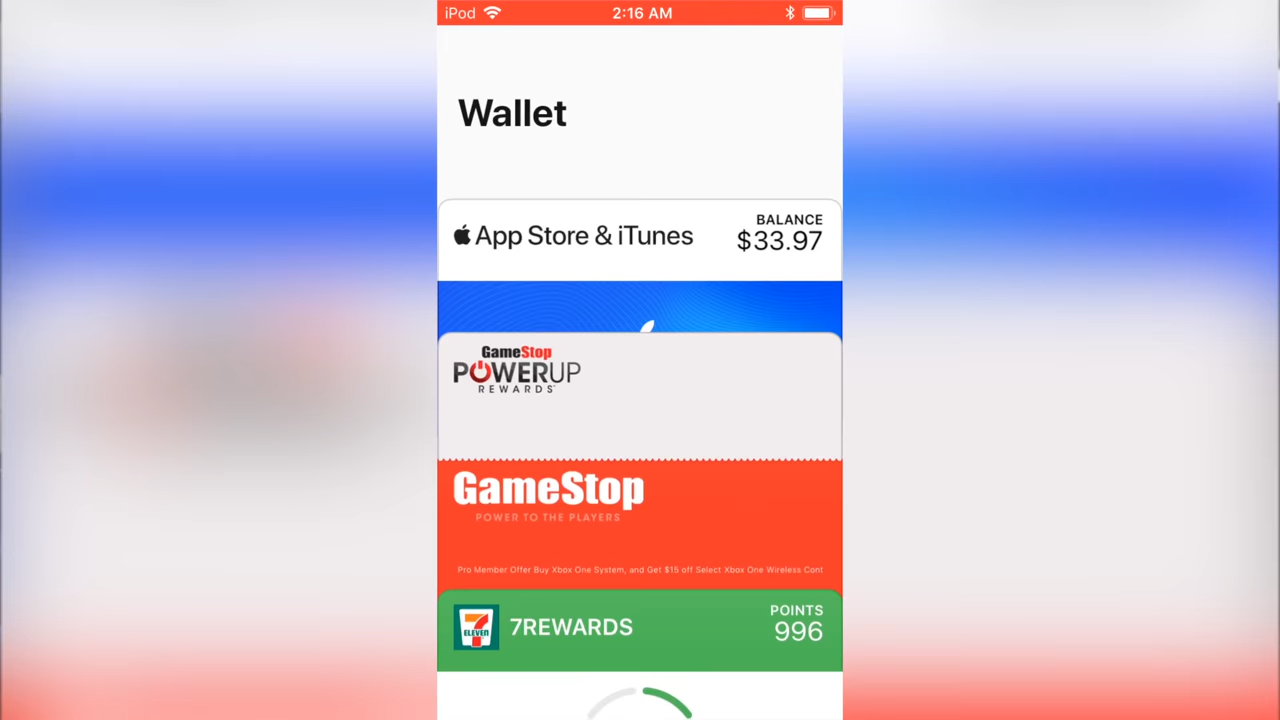 iPod 2:16 AM
Wallet
App Store & iTunes
BALANCE
$33.97
GameStop
POWERUP
REWARDS
GameStop
POWER TO THE PLAYERS
Pro Member Offer Buy Xbox One System, and Get $15 off Select Xbox One Wireless Cont
7 ELEVEN
7REWARDS
POINTS
996